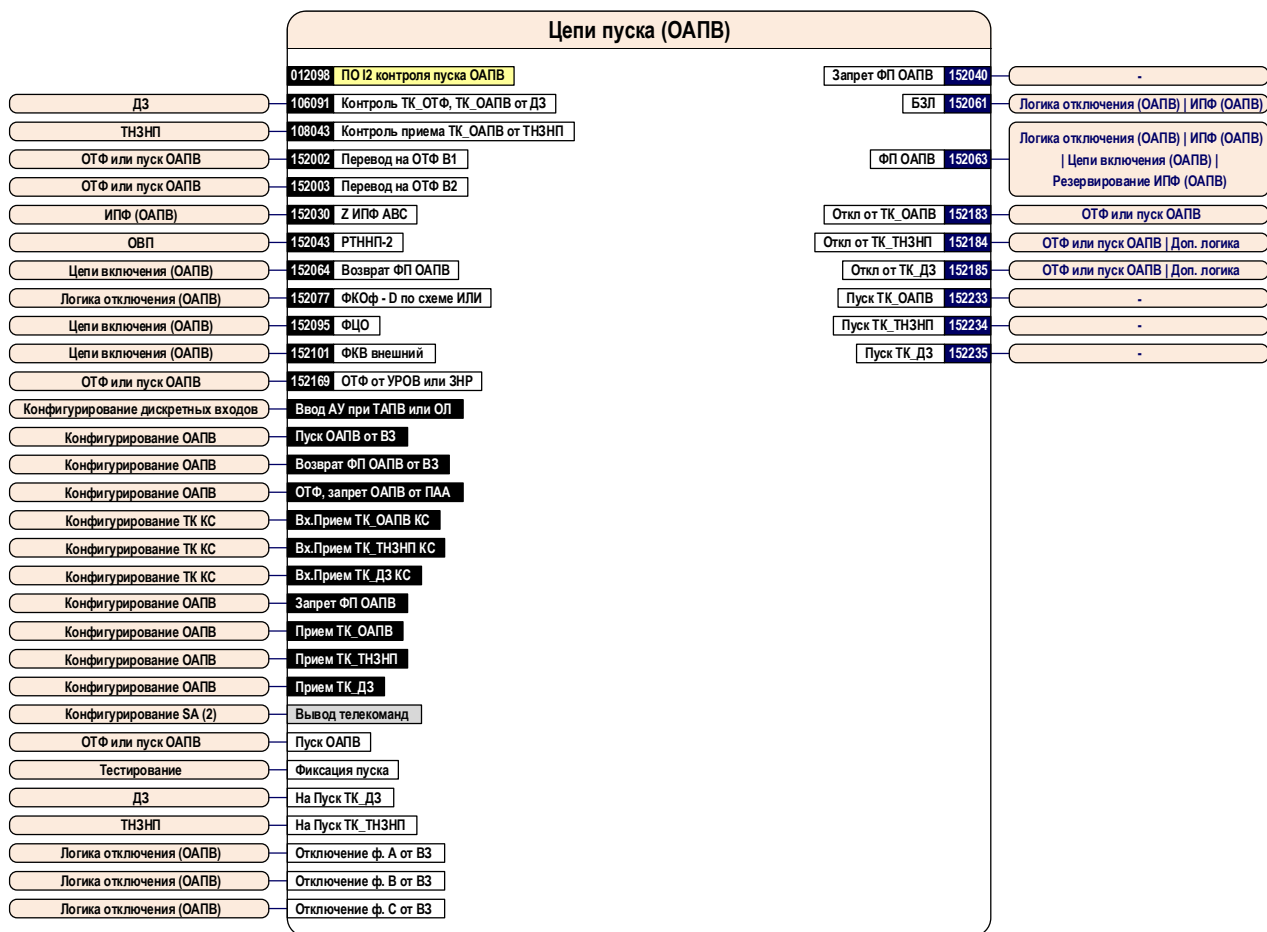 Цепи пуска (ОАПВ)
012098 ПО I2 контроля пуска ОАПВ
Запрет ФП ОАПВ 152040 -
ДЗ 106091 Контроль ТК_ОТФ, ТК_ОАПВ от ДЗ
БЗЛ 152061 Логика отключения (ОАПВ) | ИПФ (ОАПВ)
ТНЗНП 108043 Контроль приема ТК_ОАПВ от ТНЗНП
ОТФ или пуск ОАПВ 152002 Перевод на ОТФ В1
ФП ОАПВ 152063
Логика отключения (ОАПВ) | ИПФ (ОАПВ)
| Цепи включения (ОАПВ) |
Резервирование ИПФ (ОАПВ)
ОТФ или пуск ОАПВ 152003 Перевод на ОТФ В2
ИПФ (ОАПВ) 152030 Z ИПФ АВС
Откл от ТК_ОАПВ 152183 ОТФ или пуск ОАПВ
ОВП 152043 РТННП-2
Откл от ТК_ТНЗНП 152184 ОТФ или пуск ОАПВ | Доп. логика
Цепи включения (ОАПВ) 152064 Возврат ФП ОАПВ
Откл от ТК_ДЗ 152185 ОТФ или пуск ОАПВ | Доп. логика
Логика отключения (ОАПВ) 152077 ФКОф - D по схеме ИЛИ
Пуск ТК_ОАПВ 152233 -
Цепи включения (ОАПВ) 152095 ФЦО
Пуск ТК_ТНЗНП 152234 -
Цепи включения (ОАПВ) 152101 ФКВ внешний
Пуск ТК_ДЗ 152235 -
ОТФ или пуск ОАПВ 152169 ОТФ от УРОВ или ЗНР
Конфигурирование дискретных входов Ввод АУ при ТАПВ или ОЛ
Конфигурирование ОАПВ Пуск ОАПВ от ВЗ
Конфигурирование ОАПВ Возврат ФП ОАПВ от ВЗ
Конфигурирование ОАПВ ОТФ, запрет ОАПВ от ПАА
Конфигурирование ТК КС Вх.Прием ТК_ОАПВ КС
Конфигурирование ТК КС Вх.Прием ТК_ТНЗНП КС
Конфигурирование ТК КС Вх.Прием ТК_ДЗ КС
Конфигурирование ОАПВ Запрет ФП ОАПВ
Конфигурирование ОАПВ Прием ТК_ОАПВ
Конфигурирование ОАПВ Прием ТК_ТНЗНП
Конфигурирование ОАПВ Прием ТК_ДЗ
Конфигурирование SA (2) Вывод телекоманд
ОТФ или пуск ОАПВ Пуск ОАПВ
Тестирование Фиксация пуска
ДЗ На Пуск ТК_ДЗ
ТНЗНП На Пуск ТК_ТНЗНП
Логика отключения (ОАПВ) Отключение ф. А от ВЗ
Логика отключения (ОАПВ) Отключение ф. В от ВЗ
Логика отключения (ОАПВ) Отключение ф. С от ВЗ